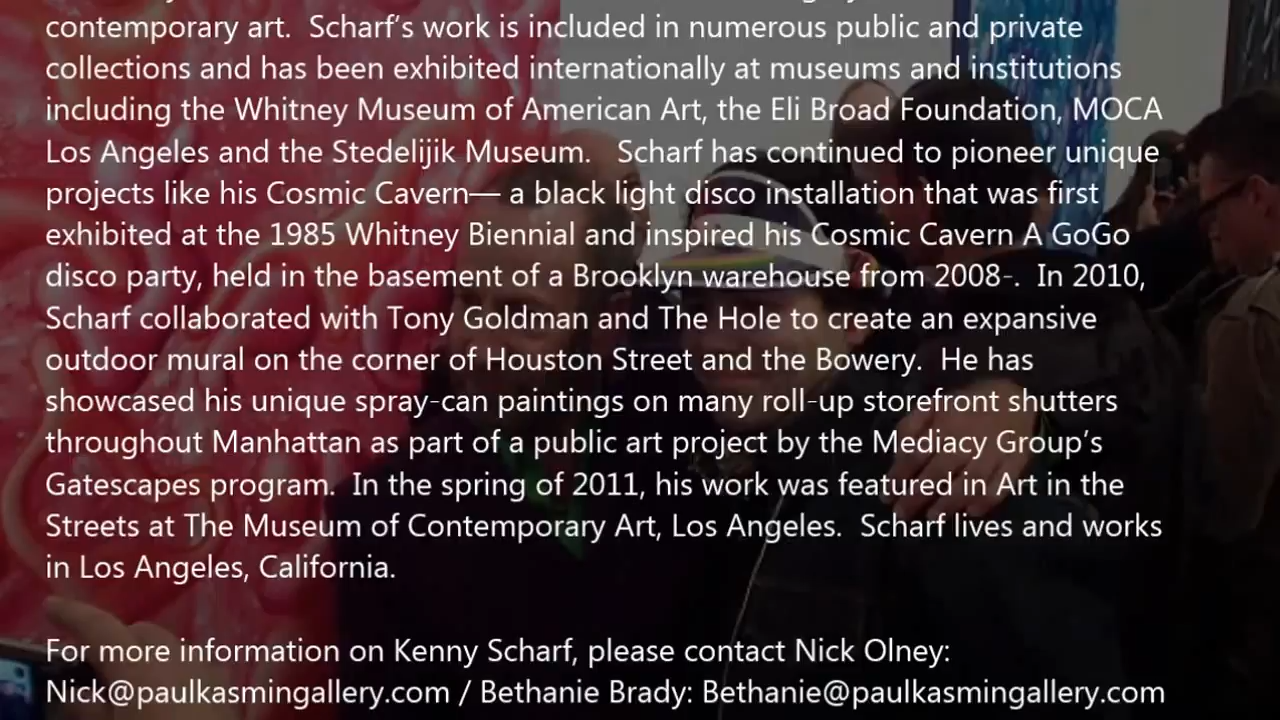 contemporary art.  Scharf's work is included in numerous public and private
collections and has been exhibited internationally at museums and institutions
including the Whitney Museum of American Art, the Eli Broad Foundation, MOCA
Los Angeles and the Stedelijik Museum.   Scharf has continued to pioneer unique
projects like his Cosmic Cavern— a black light disco installation that was first
exhibited at the 1985 Whitney Biennial and inspired his Cosmic Cavern A GoGo
disco party, held in the basement of a Brooklyn warehouse from 2008-.  In 2010,
Scharf collaborated with Tony Goldman and The Hole to create an expansive
outdoor mural on the corner of Houston Street and the Bowery.  He has
showcased his unique spray-can paintings on many roll-up storefront shutters
throughout Manhattan as part of a public art project by the Mediacy Group's
Gatescapes program.  In the spring of 2011, his work was featured in Art in the
Streets at The Museum of Contemporary Art, Los Angeles.  Scharf lives and works
in Los Angeles, California.
For more information on Kenny Scharf, please contact Nick Olney:
Nick@paulkasmingallery.com / Bethanie Brady: Bethanie@paulkasmingallery.com